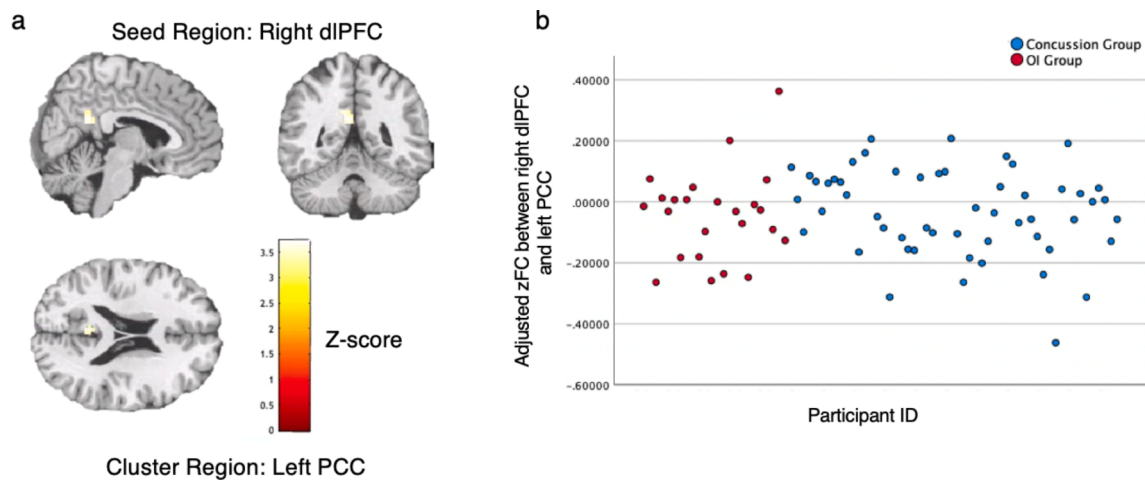 a
Seed Region: Right dlPFC
3.5
3
2.5
2
1.5
1
0.5
0
Z-score
Cluster Region: Left PCC
b
Concussion Group
OI Group
Adjusted zFC between right dlPFC
and left PCC
.40000
.20000
.00000
-.20000
-.40000
-.60000
Participant ID